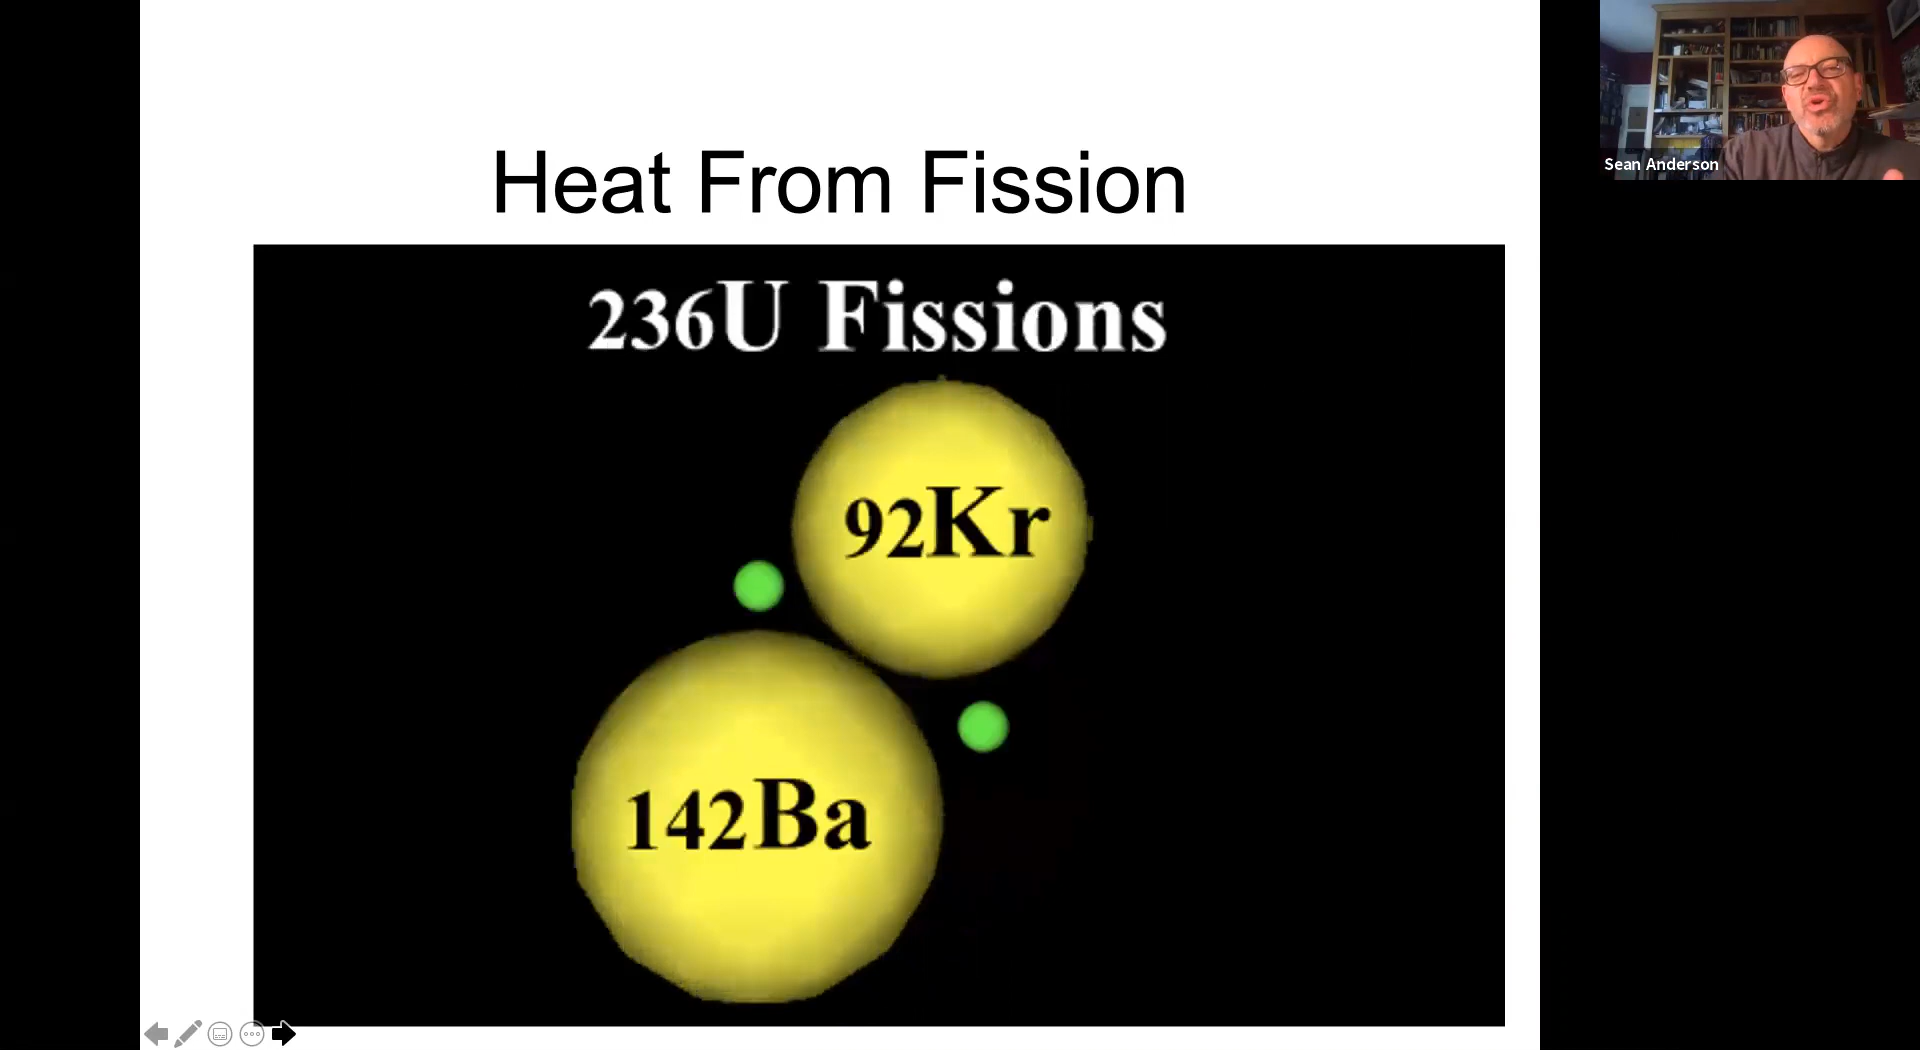 Heat From Fission
236U Fissions
92Kr
142Ba
Sean Anderson